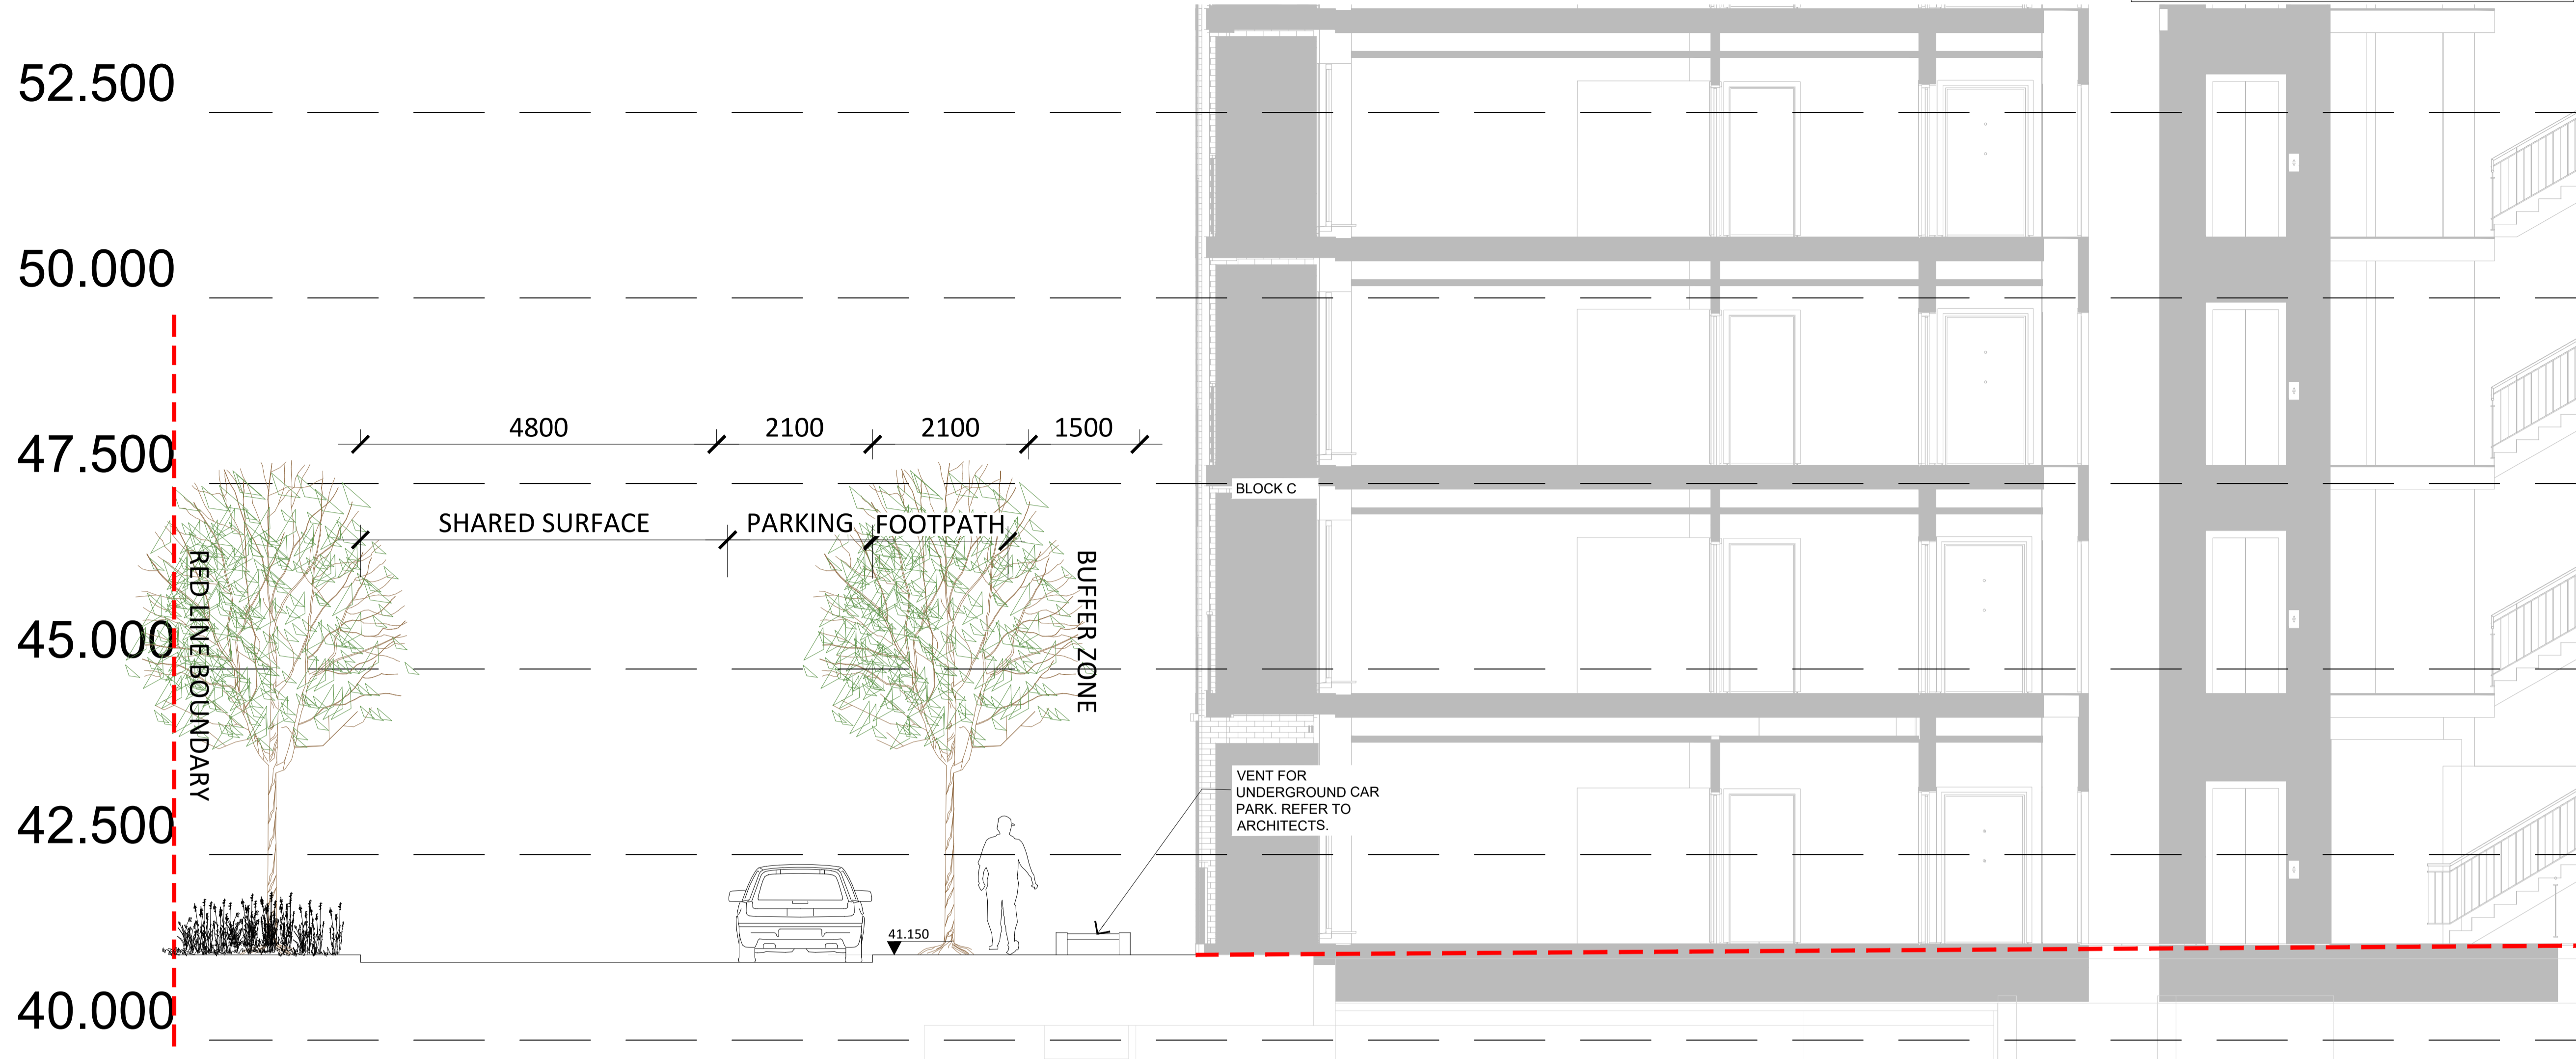 52.500
50.000
47.500
45.000
42.500
40.000
4800
2100
2100
1500
SHARED SURFACE
PARKING
FOOTPATH
RED LINE BOUNDARY
BUFFER ZONE
BLOCK C
VENT FOR
UNDERGROUND CAR
PARK. REFER TO
ARCHITECTS.
41.150